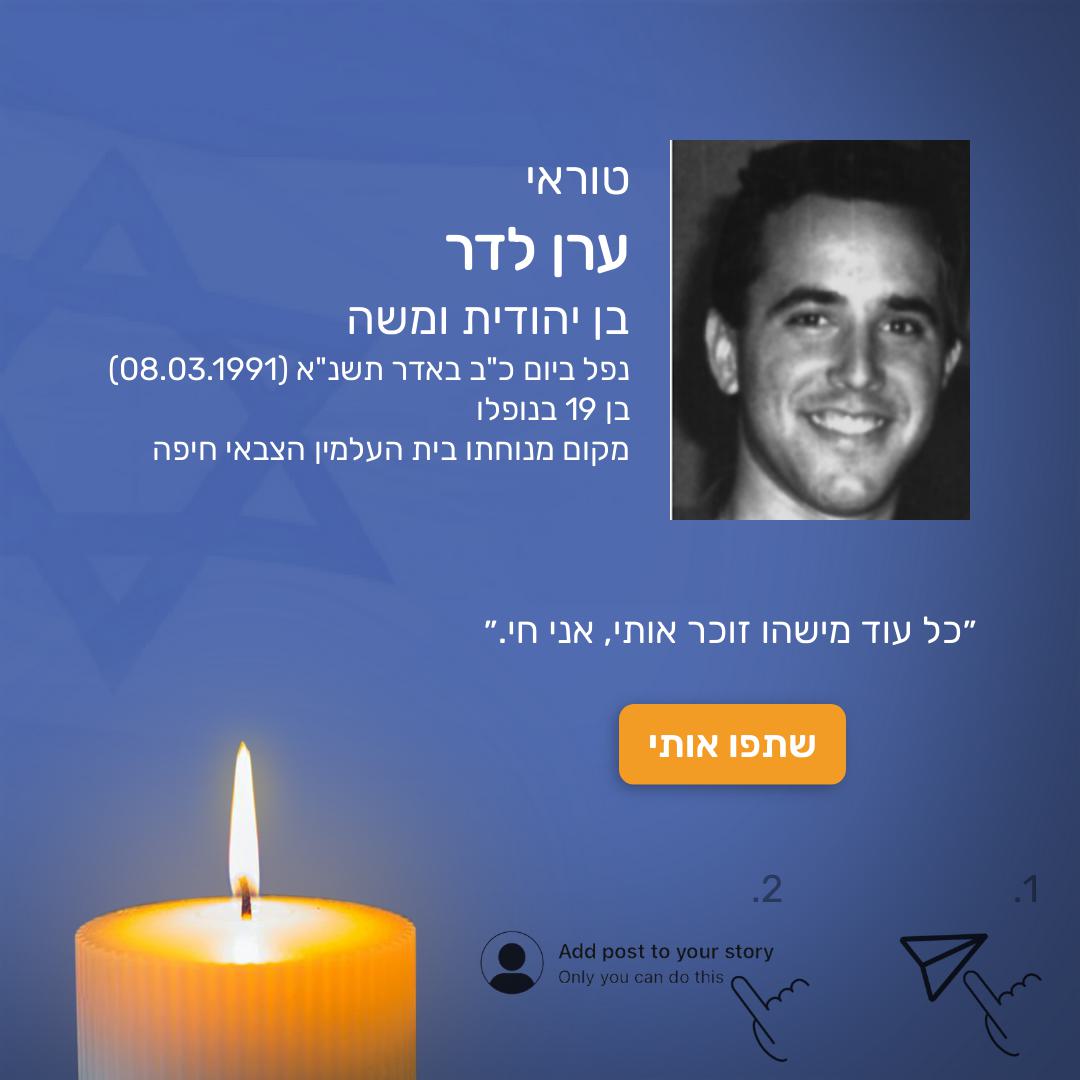 טוראי
ערן לדר
בן יהודית ומשה
נפל ביום כ"ב באדר תשנ"א (08.03.1991)
בן 19 בנופלו
מקום מנוחתו בית העלמין הצבאי חיפה
״כל עוד מישהו זוכר אותי, אני חי.״
שתפו אותי
1.
2.
Add post to your story
Only you can do this